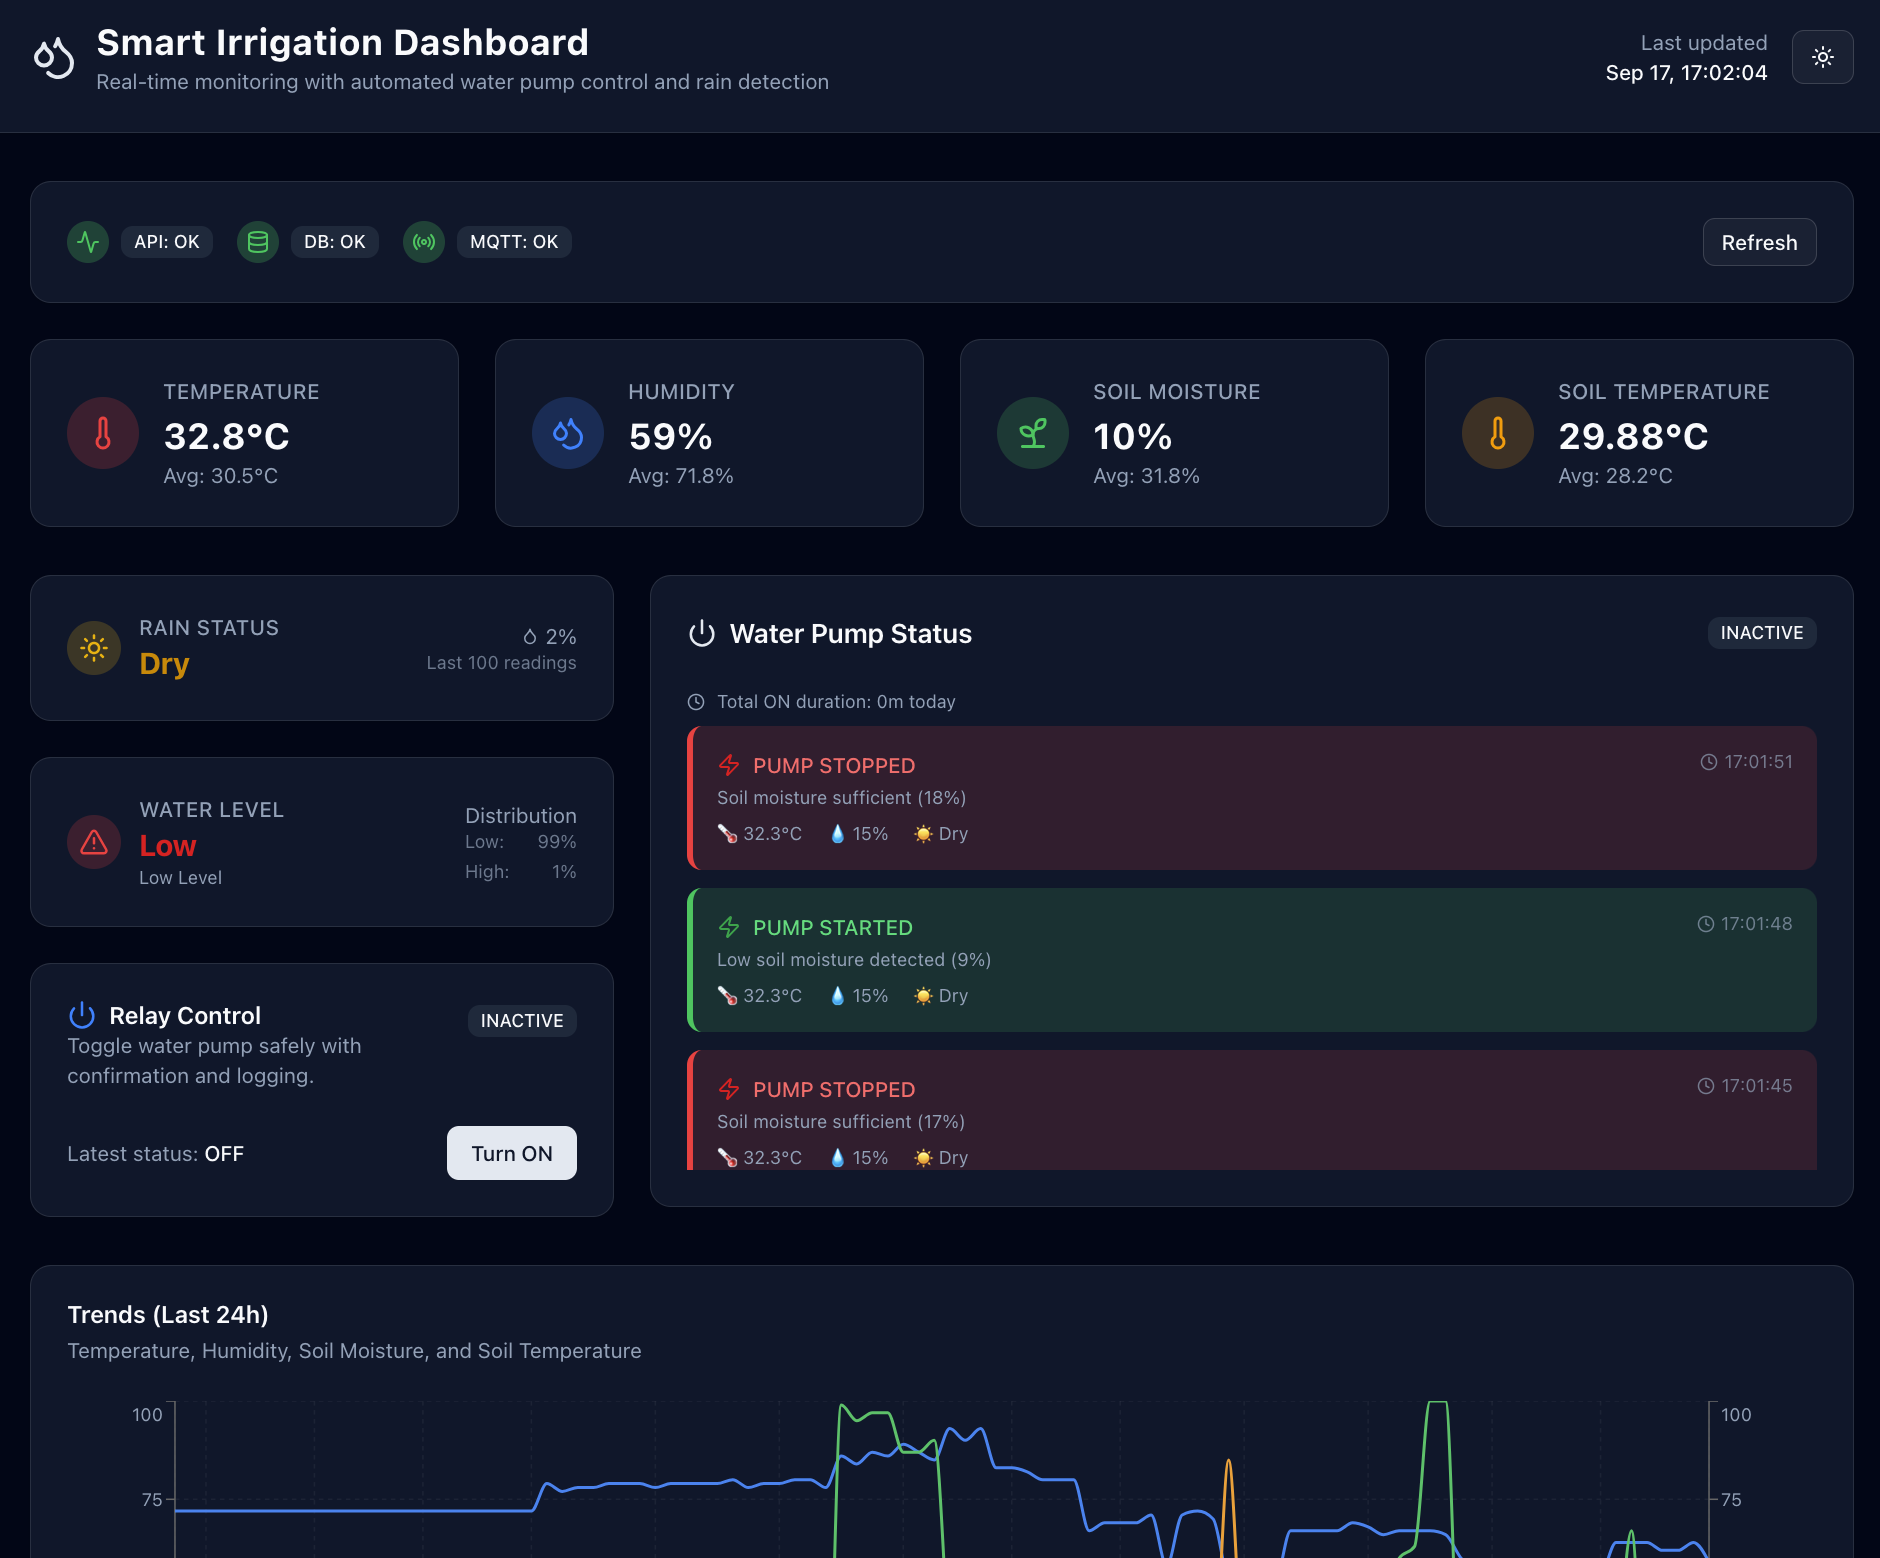 Smart Irrigation Dashboard
Real-time monitoring with automated water pump control and rain detection
Last updated
Sep 17, 17:02:04
API: OK
DB: OK
MQTT: OK
Refresh
TEMPERATURE
32.8°C
Avg: 30.5°C
HUMIDITY
59%
Avg: 71.8%
SOIL MOISTURE
10%
Avg: 31.8%
SOIL TEMPERATURE
29.88°C
Avg: 28.2°C
RAIN STATUS
Dry
2%
Last 100 readings
WATER LEVEL
Low
Low Level
Distribution
Low: 99%
High: 1%
Relay Control
INACTIVE
Toggle water pump safely with
confirmation and logging.
Latest status: OFF
Turn ON
Water Pump Status
INACTIVE
Total ON duration: 0m today
PUMP STOPPED
17:01:51
Soil moisture sufficient (18%)
32.3°C 15% Dry
PUMP STARTED
17:01:48
Low soil moisture detected (9%)
32.3°C 15% Dry
PUMP STOPPED
17:01:45
Soil moisture sufficient (17%)
32.3°C 15% Dry
Trends (Last 24h)
Temperature, Humidity, Soil Moisture, and Soil Temperature
100
75
100
75